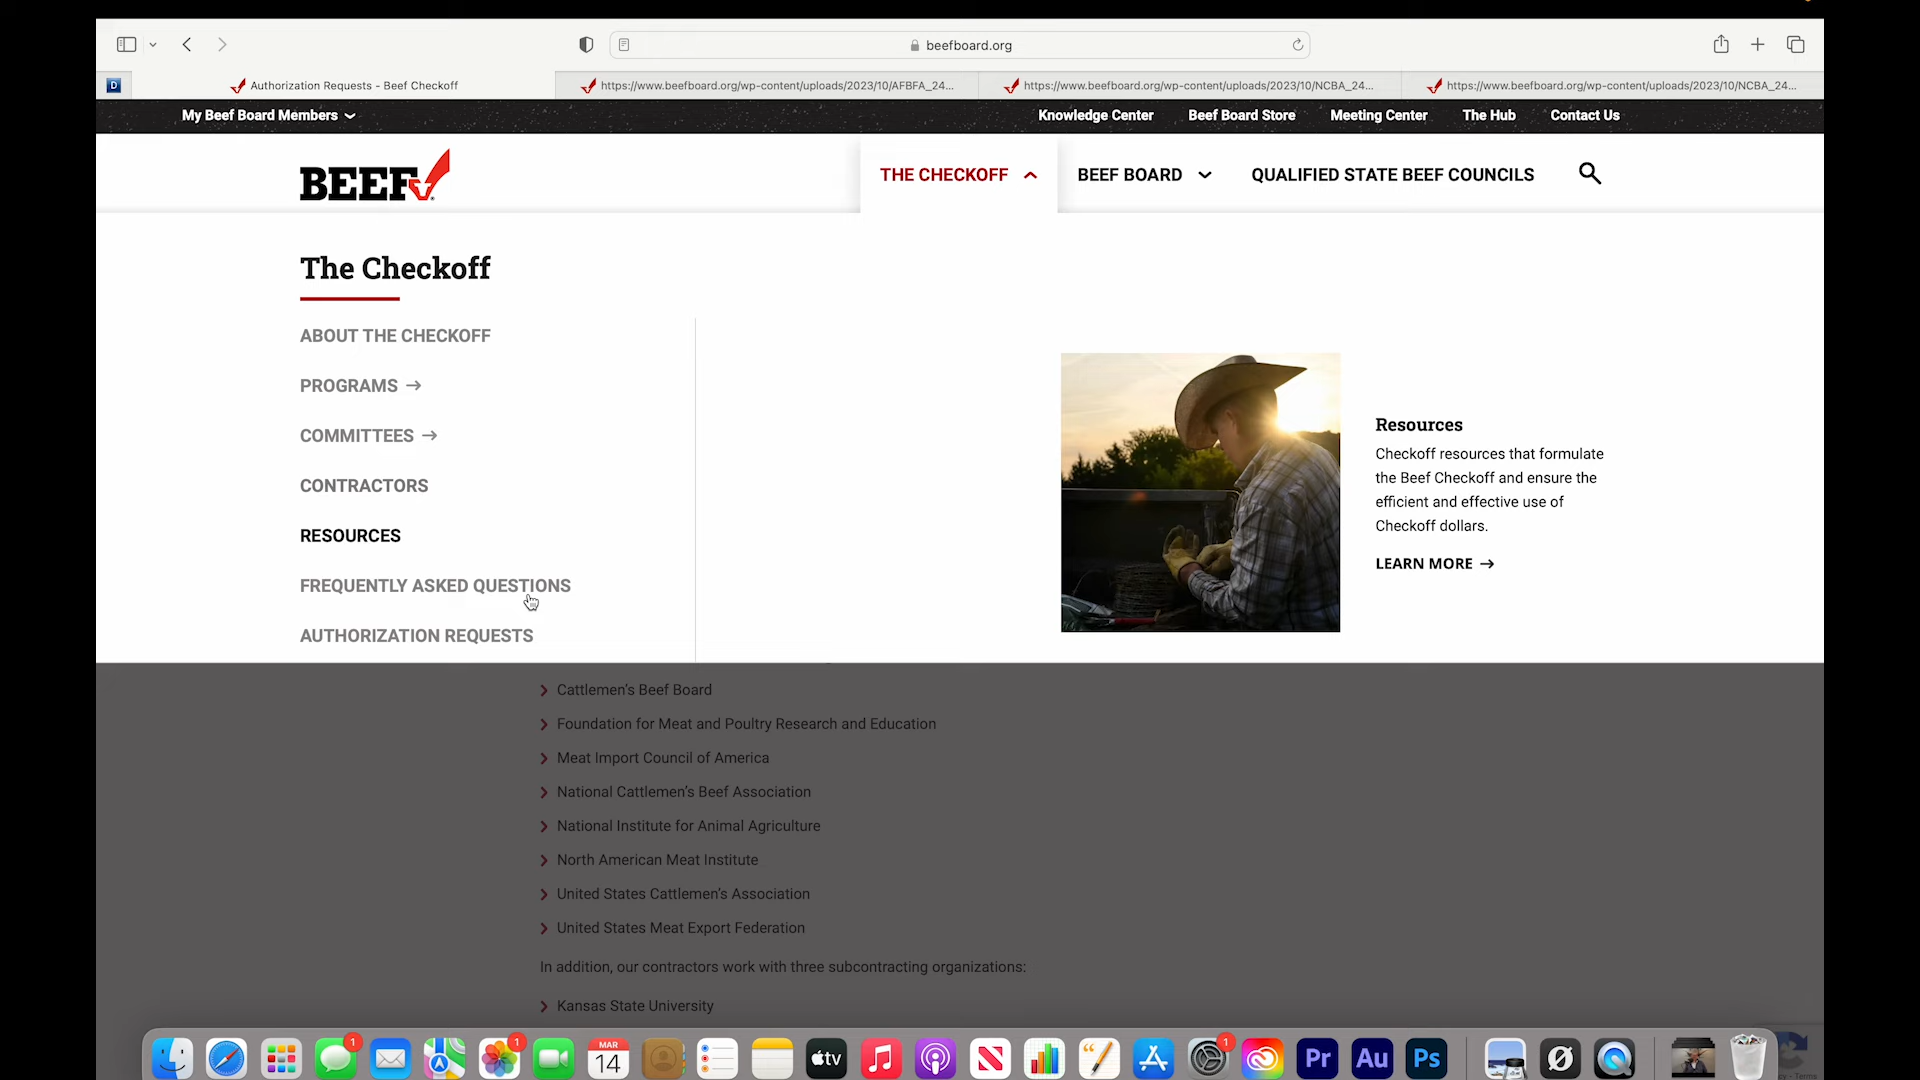 beefboard.org
D
Authorization Requests - Beef Checkoff
https://www.beefboard.org/wp-content/uploads/2023/10/AFBFA_24...
https://www.beefboard.org/wp-content/uploads/2023/10/NCBA_24...
https://www.beefboard.org/wp-content/uploads/2023/10/NCBA_24...
My Beef Board Members
Knowledge Center
Beef Board Store
Meeting Center
The Hub
Contact Us
BEEF
THE CHECKOFF
BEEF BOARD
QUALIFIED STATE BEEF COUNCILS
The Checkoff
ABOUT THE CHECKOFF
PROGRAMS →
COMMITTEES →
CONTRACTORS
RESOURCES
FREQUENTLY ASKED QUESTIONS
AUTHORIZATION REQUESTS
Resources
Checkoff resources that formulate
the Beef Checkoff and ensure the
efficient and effective use of
Checkoff dollars.
LEARN MORE →
Cattlemen's Beef Board
Foundation for Meat and Poultry Research and Education
Meat Import Council of America
National Cattlemen's Beef Association
National Institute for Animal Agriculture
North American Meat Institute
United States Cattlemen's Association
United States Meat Export Federation
In addition, our contractors work with three subcontracting organizations:
Kansas State University
1
1
MAR
14
tv
1
Pr
Au
Ps